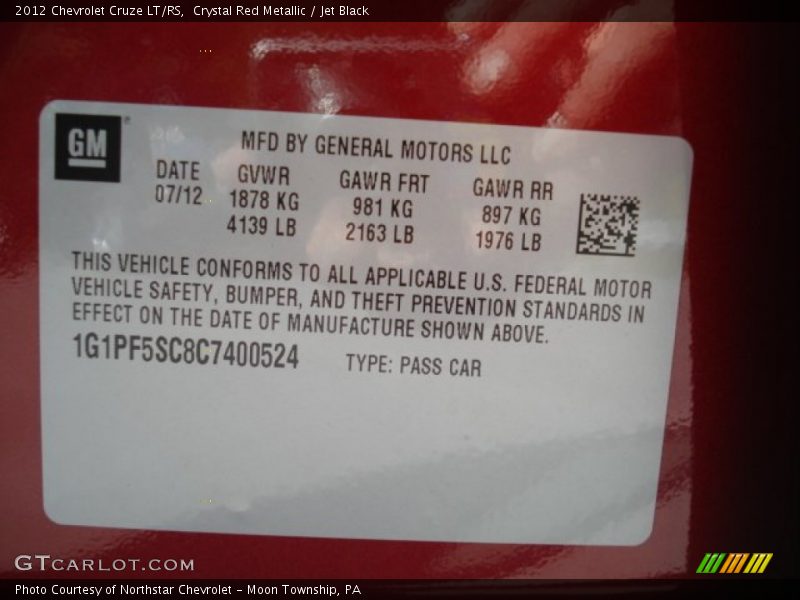 2012 Chevrolet Cruze LT/RS,  Crystal Red Metallic / Jet Black
GM
MFD BY GENERAL MOTORS LLC
DATE GVWR GAWR FRT GAWR RR
07/12 1878 KG 981 KG 897 KG
4139 LB 2163 LB 1976 LB
THIS VEHICLE CONFORMS TO ALL APPLICABLE U.S. FEDERAL MOTOR
VEHICLE SAFETY, BUMPER, AND THEFT PREVENTION STANDARDS IN
EFFECT ON THE DATE OF MANUFACTURE SHOWN ABOVE.
1G1PF5SC8C7400524 TYPE: PASS CAR
GTCARLOT.COM
Photo Courtesy of Northstar Chevrolet - Moon Township, PA